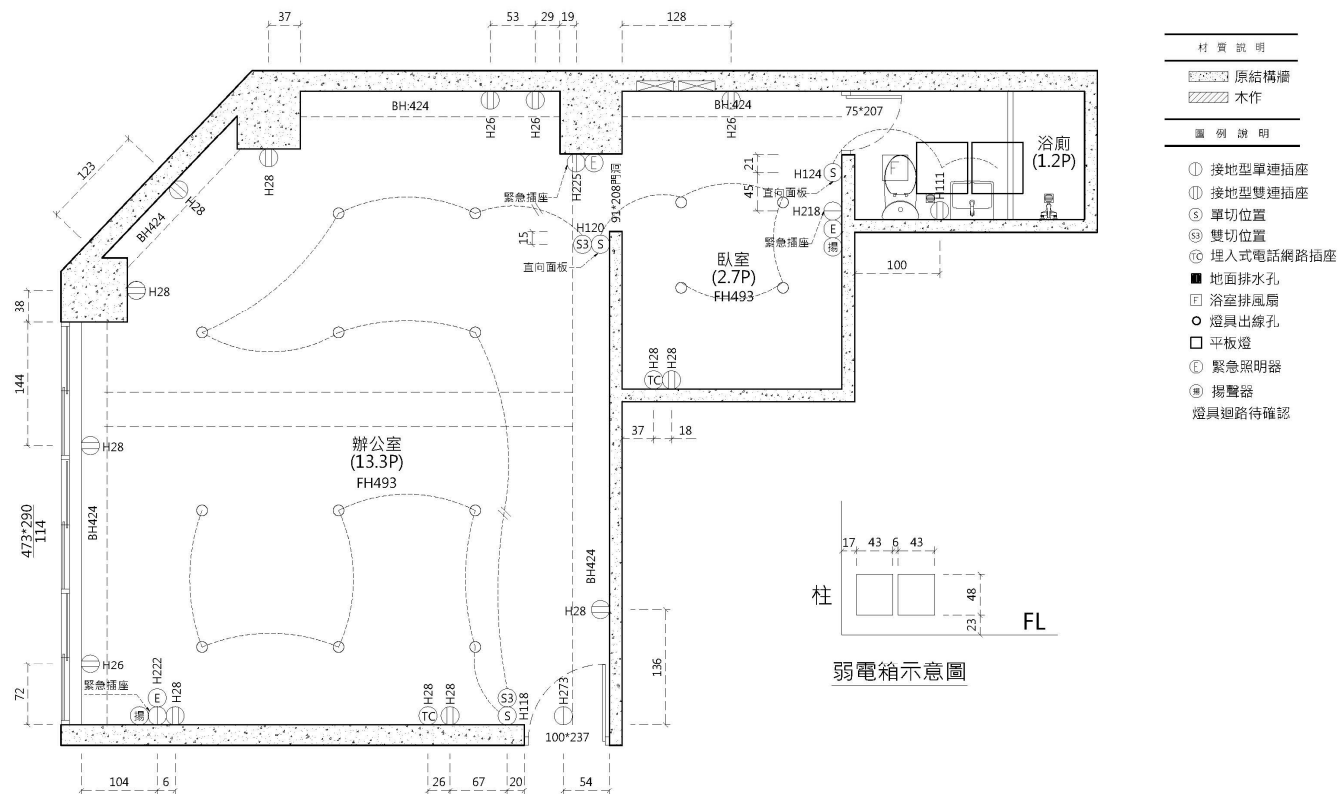 37
53
29
19
128
BH:424
H26
H26
BH:424
H26
75*207
浴廁
(1.2P)
F
H111
123
H28
H28
BH424
H225
E
緊急插座
91*208門洞
21
45
H124
S
直向面板
H218
緊急插座
E
揚
H120
15
S3
S
直向面板
臥室
(2.7P)
FH493
100
38
H28
144
H28
H28
H28
TC
37
18
辦公室
(13.3P)
FH493
473*290
114
BH424
BH424
H28
136
H26
72
緊急插座
H222
H28
E
揚
H28
H28
TC
S3
S
H118
H273
100*237
104
6
26
67
20
54
17
43
6
43
48
23
柱
FL
弱電箱示意圖
材質說明
原結構牆
木作
圖例說明
接地型單連插座
接地型雙連插座
S 單切位置
S3 雙切位置
TC 埋入式電話網路插座
地面排水孔
F 浴室排風扇
燈具出線孔
平板燈
E 緊急照明器
揚 揚聲器
燈具迴路待確認